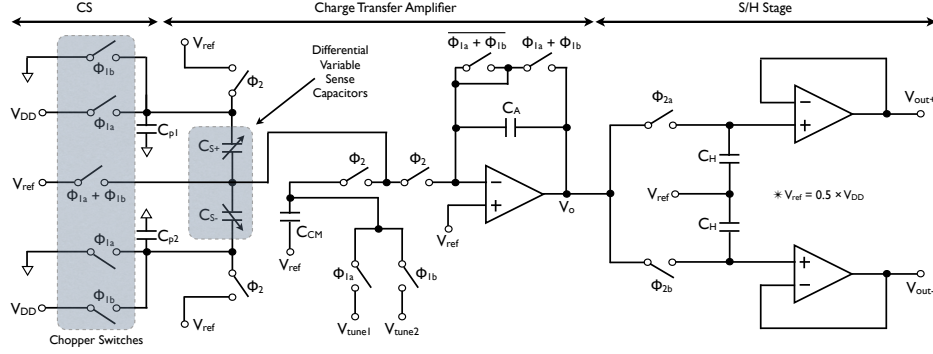 CS
Charge Transfer Amplifier
S/H Stage
Φ1b
VDD
Φ1a
Vref
Φ1a + Φ1b
Φ1a
VDD
Φ1b
Chopper Switches
Cp1
Cp2
Vref
Φ2
CS+
CS-
Φ2
Vref
Differential
Variable
Sense
Capacitors
Φ2
Φ2
CCM
Vref
Φ1a
Φ1b
Vtune1
Vtune2
Φ1a + Φ1b
Φ1a + Φ1b
CA
−
+
Vref
Vo
Φ2a
Φ2b
CH
Vref
CH
−
+
Vout+
✳ Vref = 0.5 × VDD
+
−
Vout-